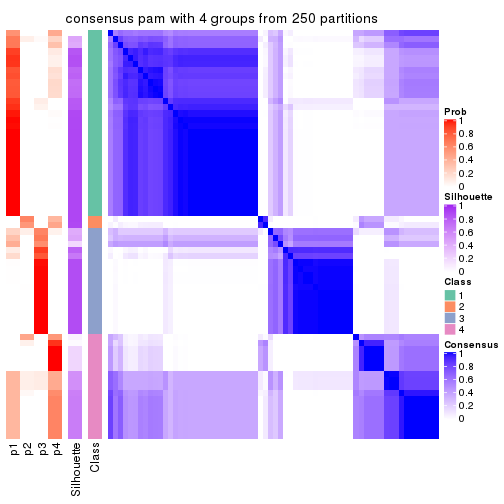 consensus pam with 4 groups from 250 partitions
Prob
1
0.8
0.6
0.4
0.2
0
Silhouette
1
0.8
0.6
0.4
0.2
0
Class
1
2
3
4
Consensus
1
0.8
0.6
0.4
0.2
0
p1
p2
p3
p4
Silhouette
Class